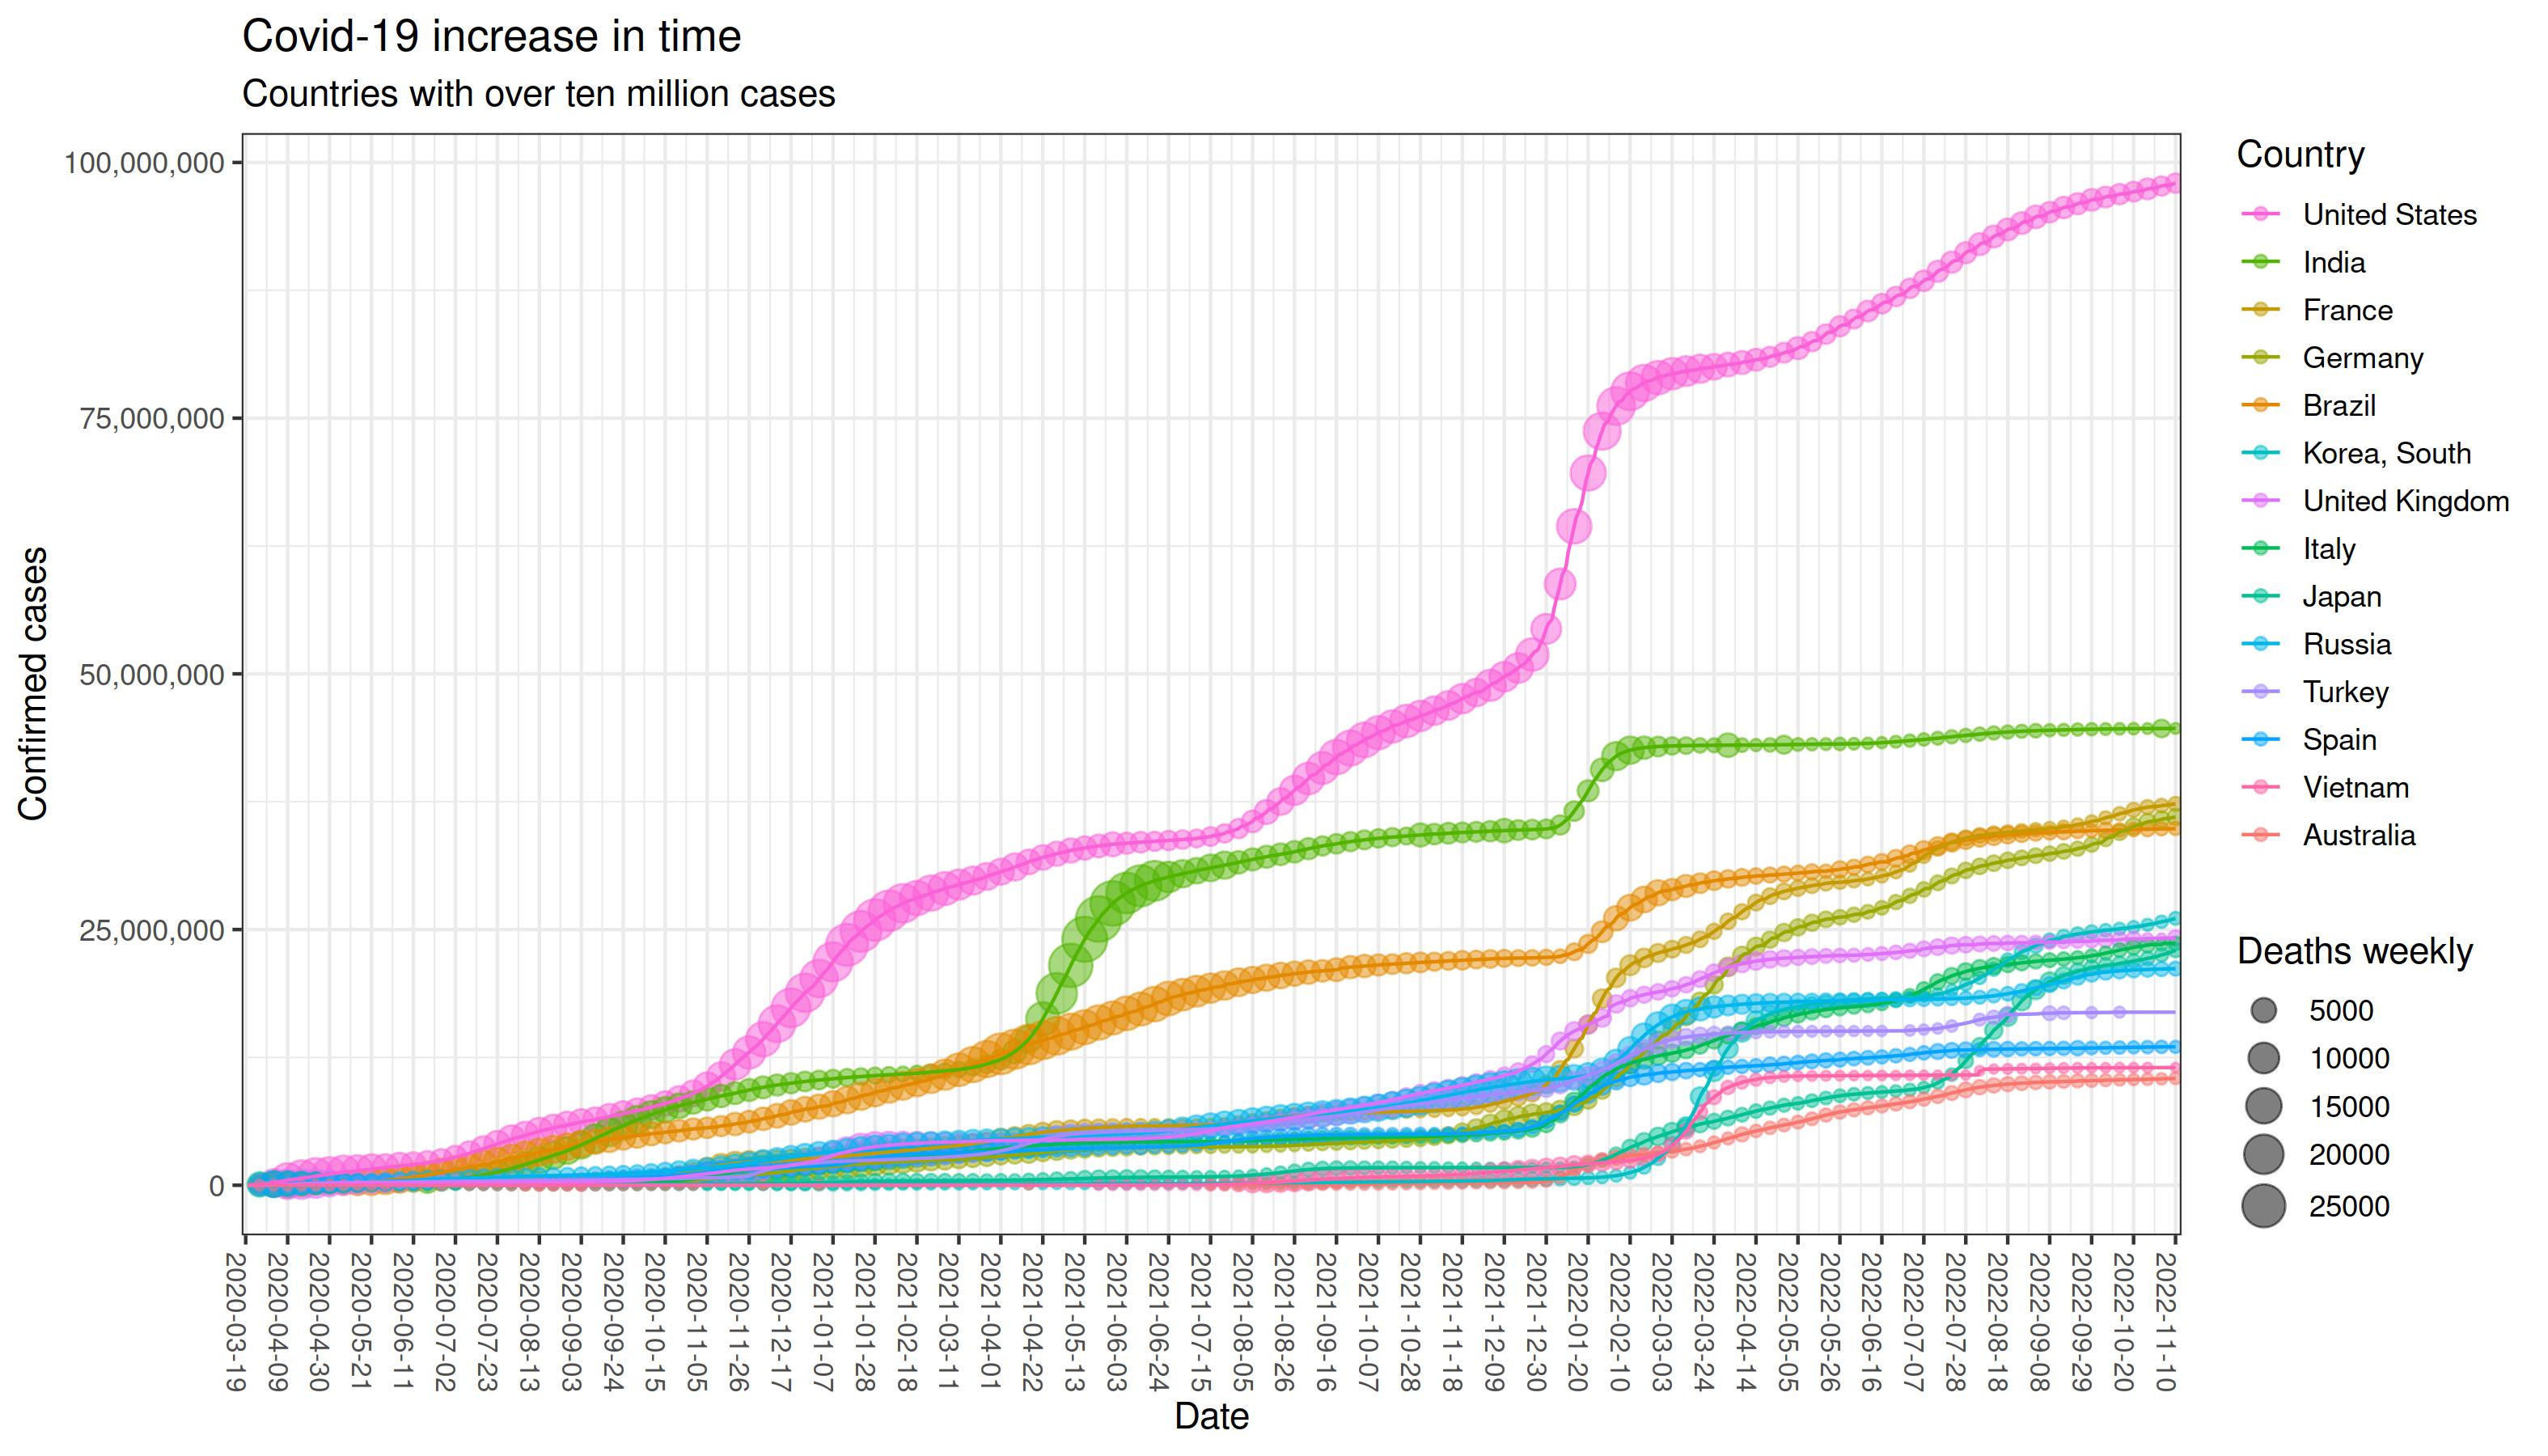 Covid-19 increase in time
Countries with over ten million cases
Confirmed cases
100,000,000
75,000,000
50,000,000
25,000,000
0
2020-03-19
2020-04-09
2020-04-30
2020-05-21
2020-06-11
2020-07-02
2020-07-23
2020-08-13
2020-09-03
2020-09-24
2020-10-15
2020-11-05
2020-11-26
2020-12-17
2021-01-07
2021-01-28
2021-02-18
2021-03-11
2021-04-01
2021-04-22
2021-05-13
2021-06-03
2021-06-24
2021-07-15
2021-08-05
2021-08-26
2021-09-16
2021-10-07
2021-10-28
2021-11-18
2021-12-09
2021-12-30
2022-01-20
2022-02-10
2022-03-03
2022-03-24
2022-04-14
2022-05-05
2022-05-26
2022-06-16
2022-07-07
2022-07-28
2022-08-18
2022-09-08
2022-09-29
2022-10-20
2022-11-10
Date
Country
United States
India
France
Germany
Brazil
Korea, South
United Kingdom
Italy
Japan
Russia
Turkey
Spain
Vietnam
Australia
Deaths weekly
5000
10000
15000
20000
25000